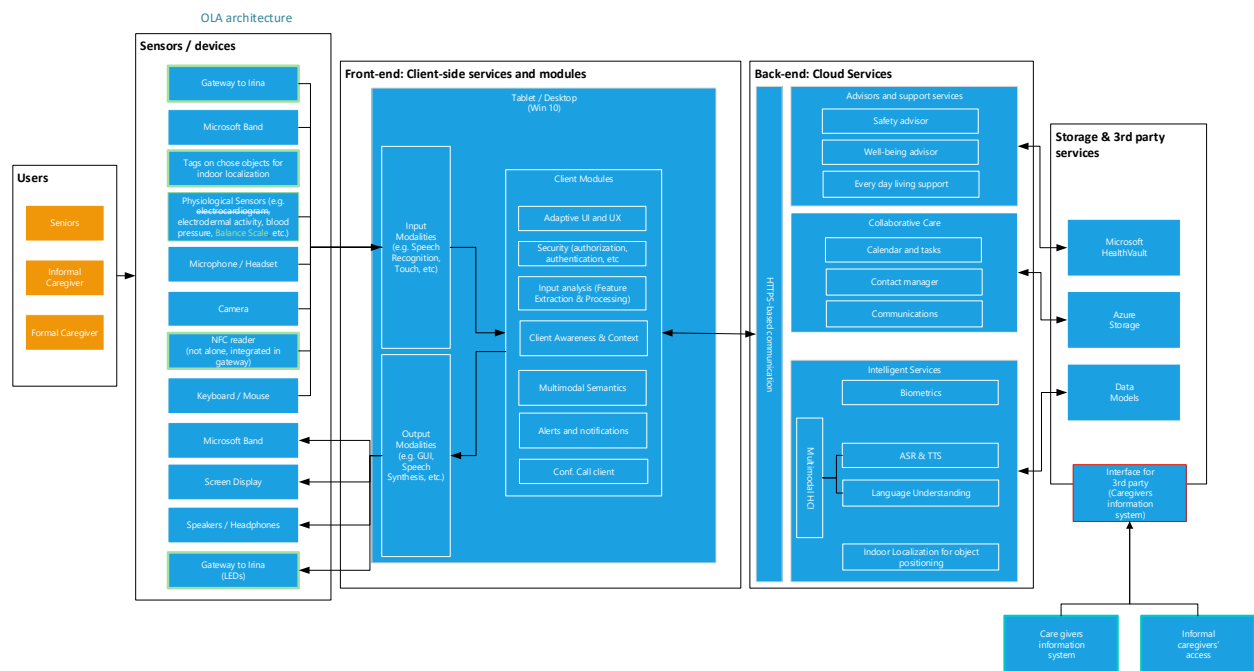 OLA architecture
Users
Seniors
Informal
Caregiver
Formal Caregiver
Sensors / devices
Gateway to Irina
Microsoft Band
Tags on chose objects for
indoor localization
Physiological Sensors (e.g.
electrocardiogram,
electrodermal activity, blood
pressure, Balance Scale etc.)
Microphone / Headset
Camera
NFC reader
(not alone, integrated in
gateway)
Keyboard / Mouse
Microsoft Band
Screen Display
Speakers / Headphones
Gateway to Irina
(LEDs)
Front-end: Client-side services and modules
Tablet / Desktop
(Win 10)
Input
Modalities
(e.g. Speech
Recognition,
Touch, etc)
Output
Modalities
(e.g. GUI,
Speech
Synthesis, etc.)
Client Modules
Adaptive UI and UX
Security (authorization,
authentication, etc
Input analysis (Feature
Extraction & Processing)
Client Awareness & Context
Multimodal Semantics
Alerts and notifications
Conf. Call client
Back-end: Cloud Services
HTTPS-based communication
Advisors and support services
Safety advisor
Well-being advisor
Every day living support
Collaborative Care
Calendar and tasks
Contact manager
Communications
Intelligent Services
Biometrics
Multimodal HCI
ASR & TTS
Language Understanding
Indoor Localization for object
positioning
Storage & 3rd party
services
Microsoft
HealthVault
Azure
Storage
Data
Models
Interface for
3rd party
(Caregivers
information
system)
Care givers
information
system
Informal
caregivers'
access